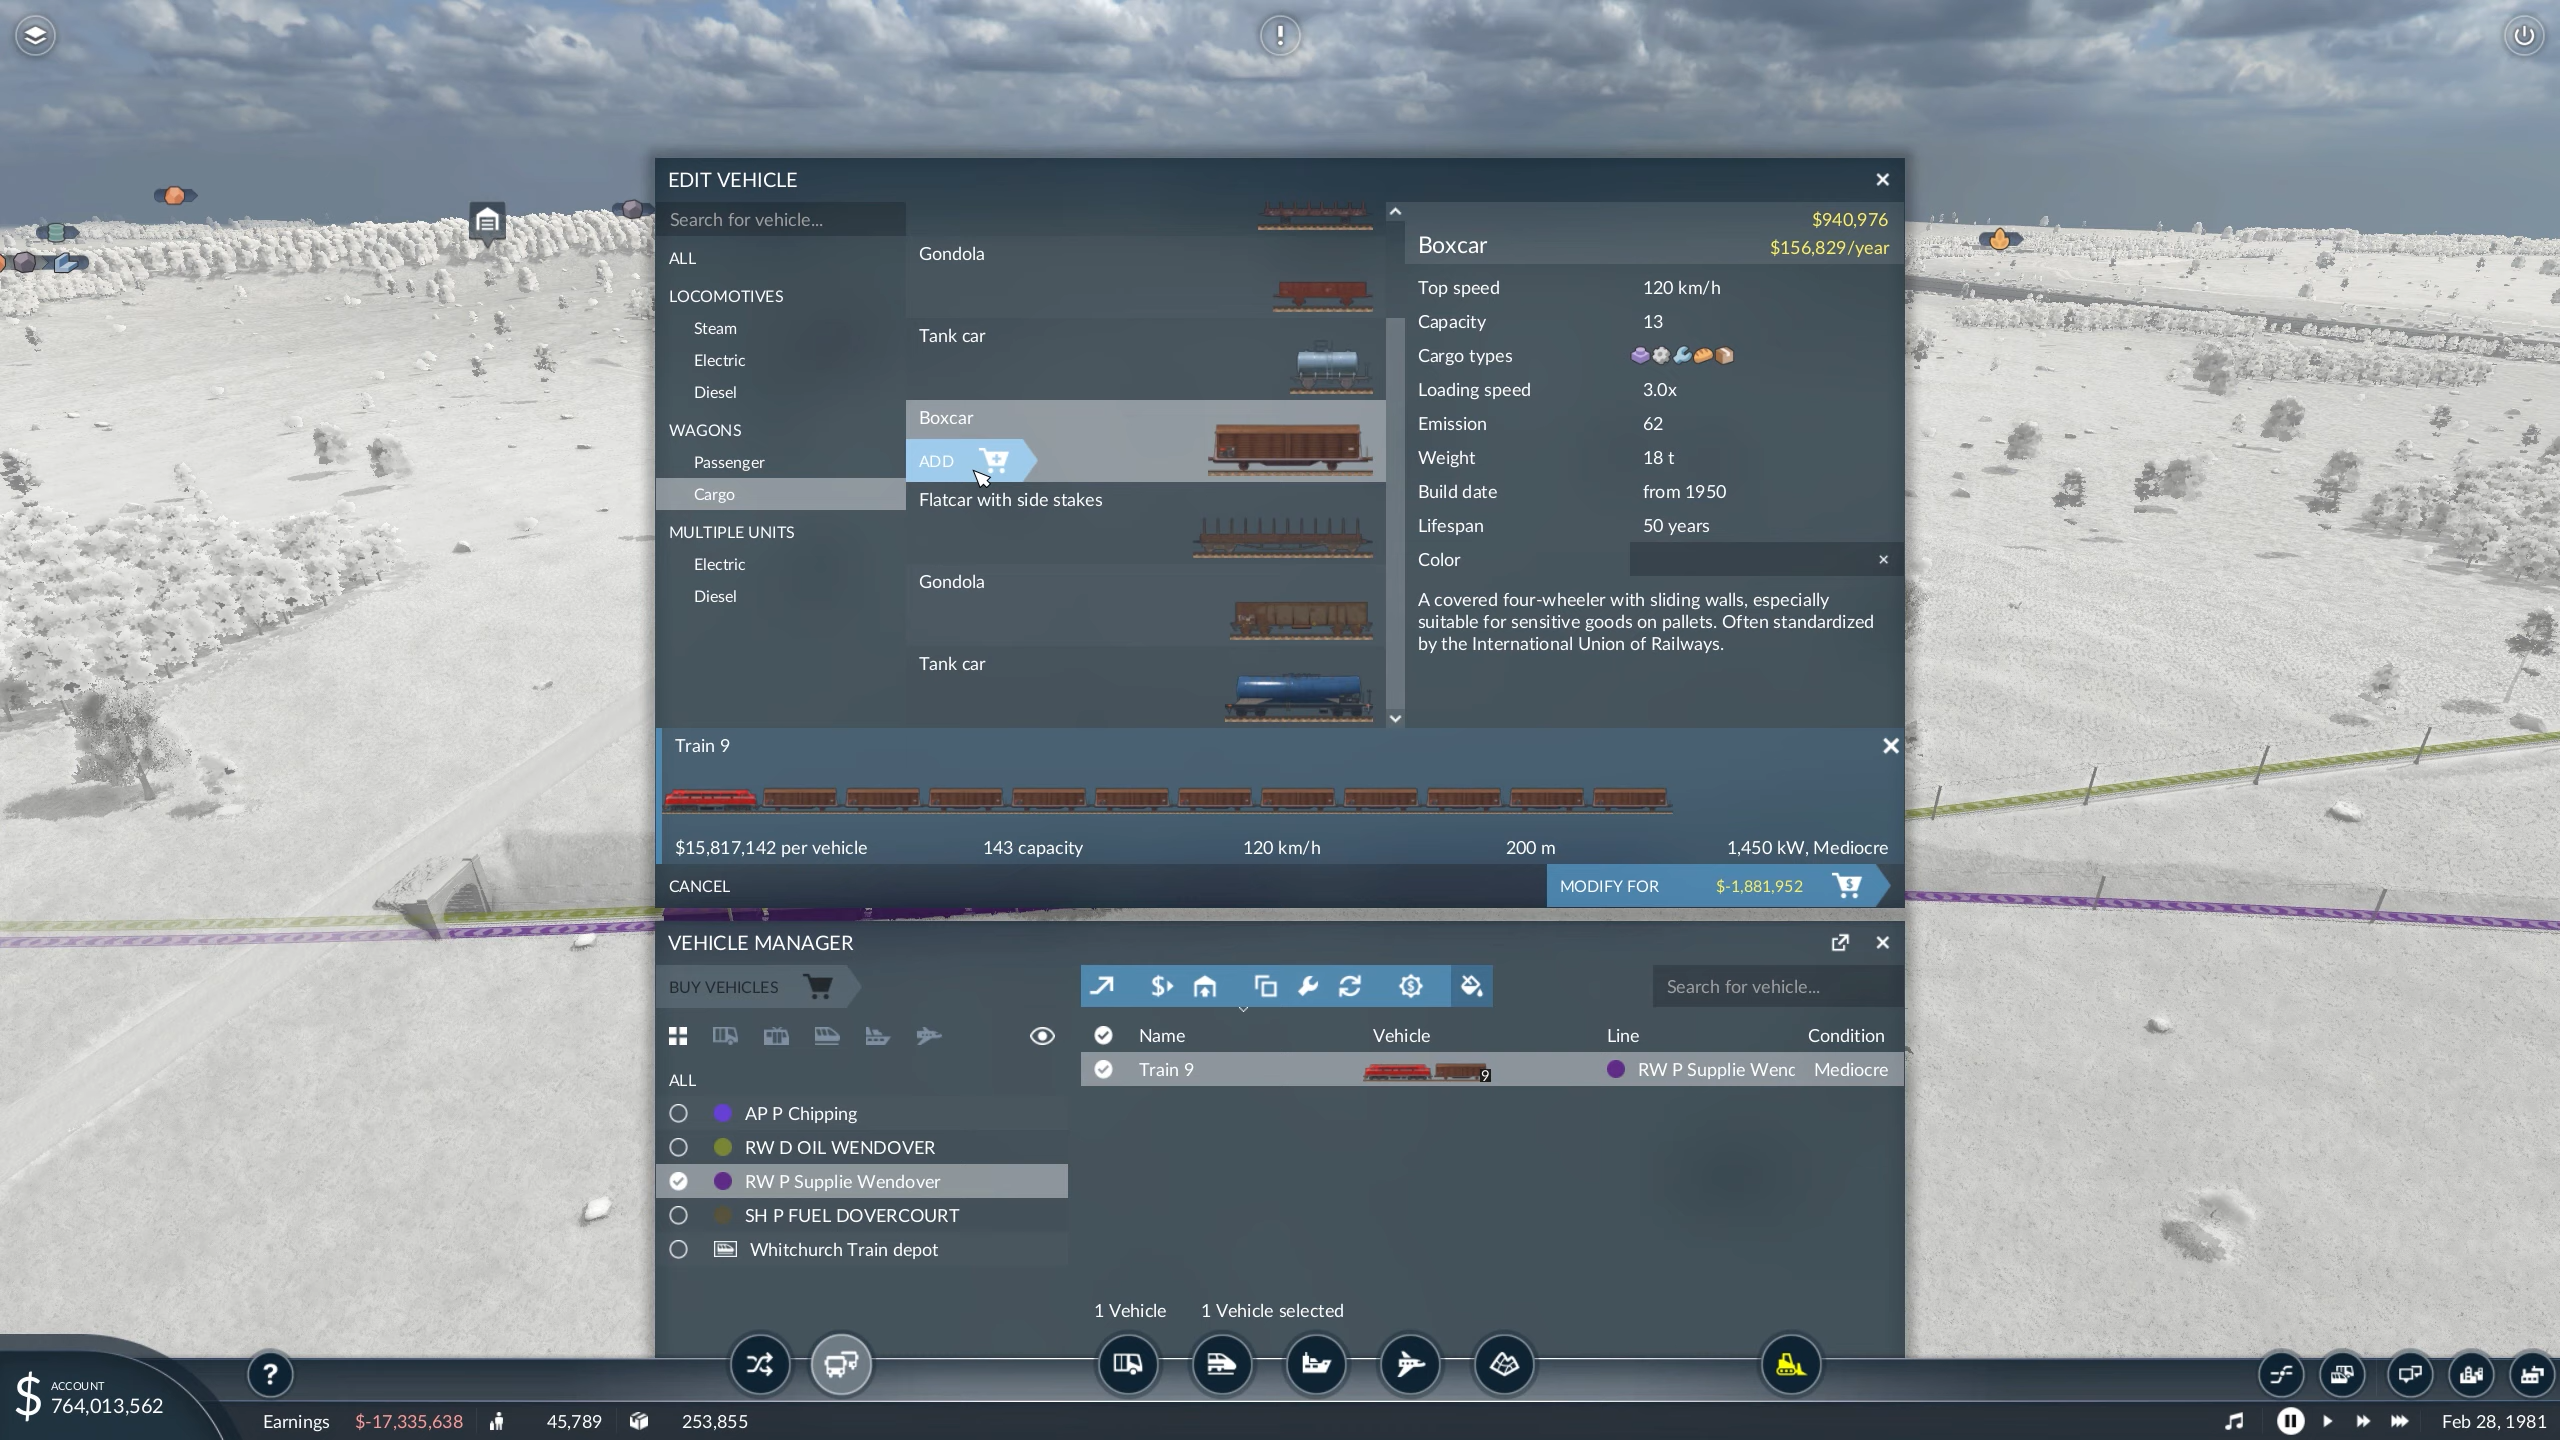 EDIT VEHICLE
Search for vehicle...
ALL
LOCOMOTIVES
Steam
Electric
Diesel
WAGONS
Passenger
Cargo
MULTIPLE UNITS
Electric
Diesel
Gondola
Tank car
Boxcar
ADD
Flatcar with side stakes
Gondola
Tank car
$940,976
Boxcar
$156,829/year
Top speed 120 km/h
Capacity 13
Cargo types
Loading speed 3.0x
Emission 62
Weight 18 t
Build date from 1950
Lifespan 50 years
Color
A covered four-wheeler with sliding walls, especially
suitable for sensitive goods on pallets. Often standardized
by the International Union of Railways.
Train 9
$15,817,142 per vehicle 143 capacity 120 km/h 200 m 1,450 kW, Mediocre
CANCEL
MODIFY FOR $-1,881,952
VEHICLE MANAGER
BUY VEHICLES
Search for vehicle...
ALL
AP P Chipping
RW D OIL WENDOVER
RW P Supplie Wendover
SH P FUEL DOVERCOURT
Whitchurch Train depot
Name Vehicle Line Condition
Train 9 9 RW P Supplie Wenc Mediocre
1 Vehicle 1 Vehicle selected
ACCOUNT
$ 764,013,562
?
Earnings $-17,335,638 45,789 253,855
Feb 28, 1981